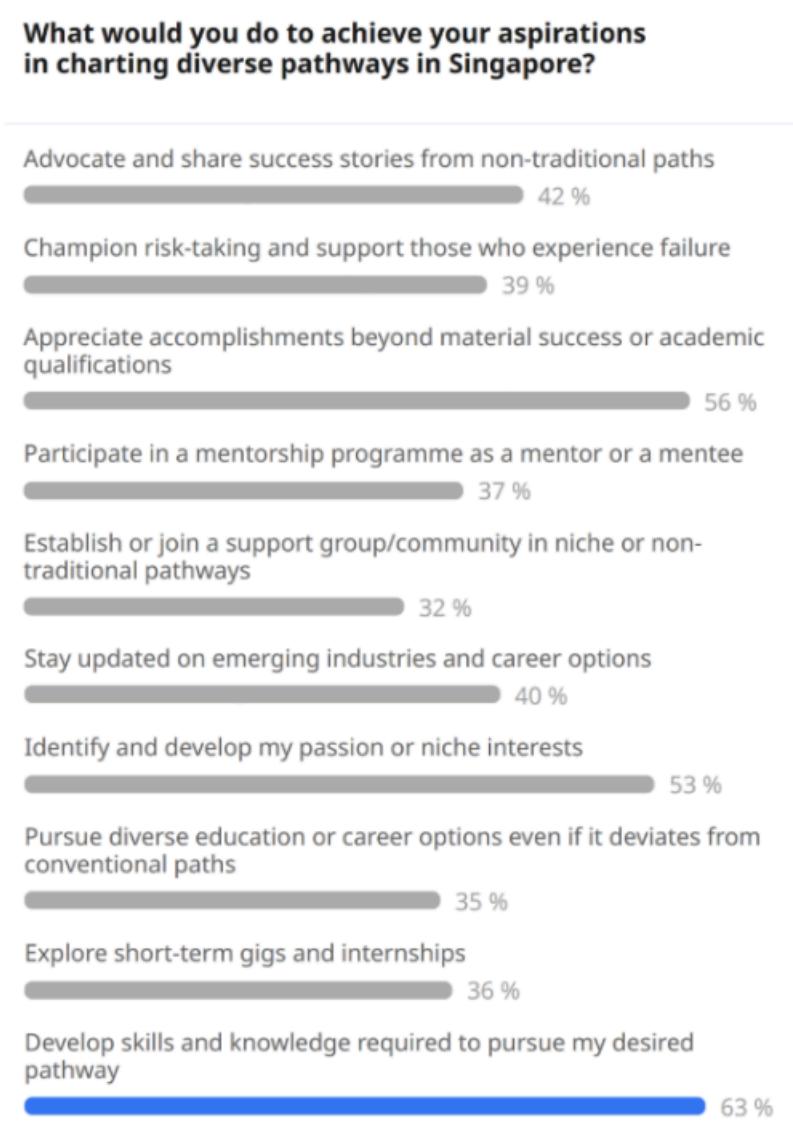 What would you do to achieve your aspirations
in charting diverse pathways in Singapore?
Advocate and share success stories from non-traditional paths
42 %
Champion risk-taking and support those who experience failure
39 %
Appreciate accomplishments beyond material success or academic
qualifications
56 %
Participate in a mentorship programme as a mentor or a mentee
37 %
Establish or join a support group/community in niche or non-
traditional pathways
32 %
Stay updated on emerging industries and career options
40 %
Identify and develop my passion or niche interests
53 %
Pursue diverse education or career options even if it deviates from
conventional paths
35 %
Explore short-term gigs and internships
36 %
Develop skills and knowledge required to pursue my desired
pathway
63 %